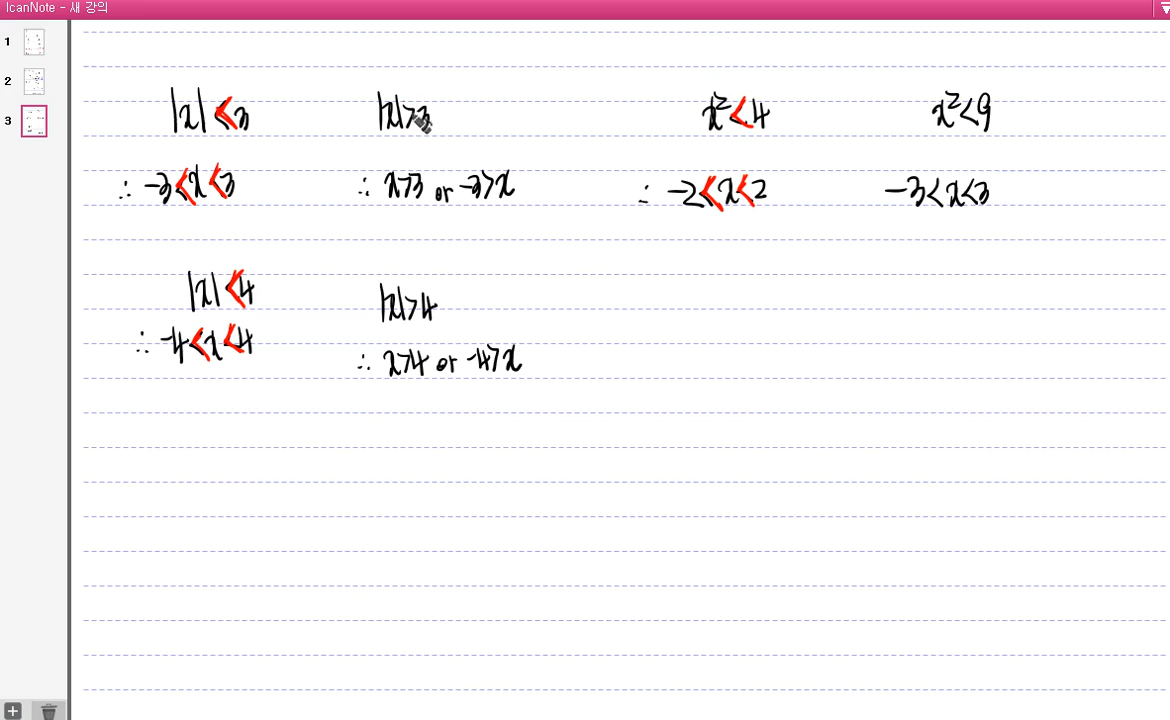 IcanNote - 새 강의
1
2
3
|x| < 3
∴ -3 < x < 3
|x| > 3
∴ x > 3 or -3 > x
x² < 4
∴ -2 < x < 2
x² < 9
-3 < x < 3
|x| < 4
∴ -4 < x < 4
|x| > 4
∴ x > 4 or -4 > x